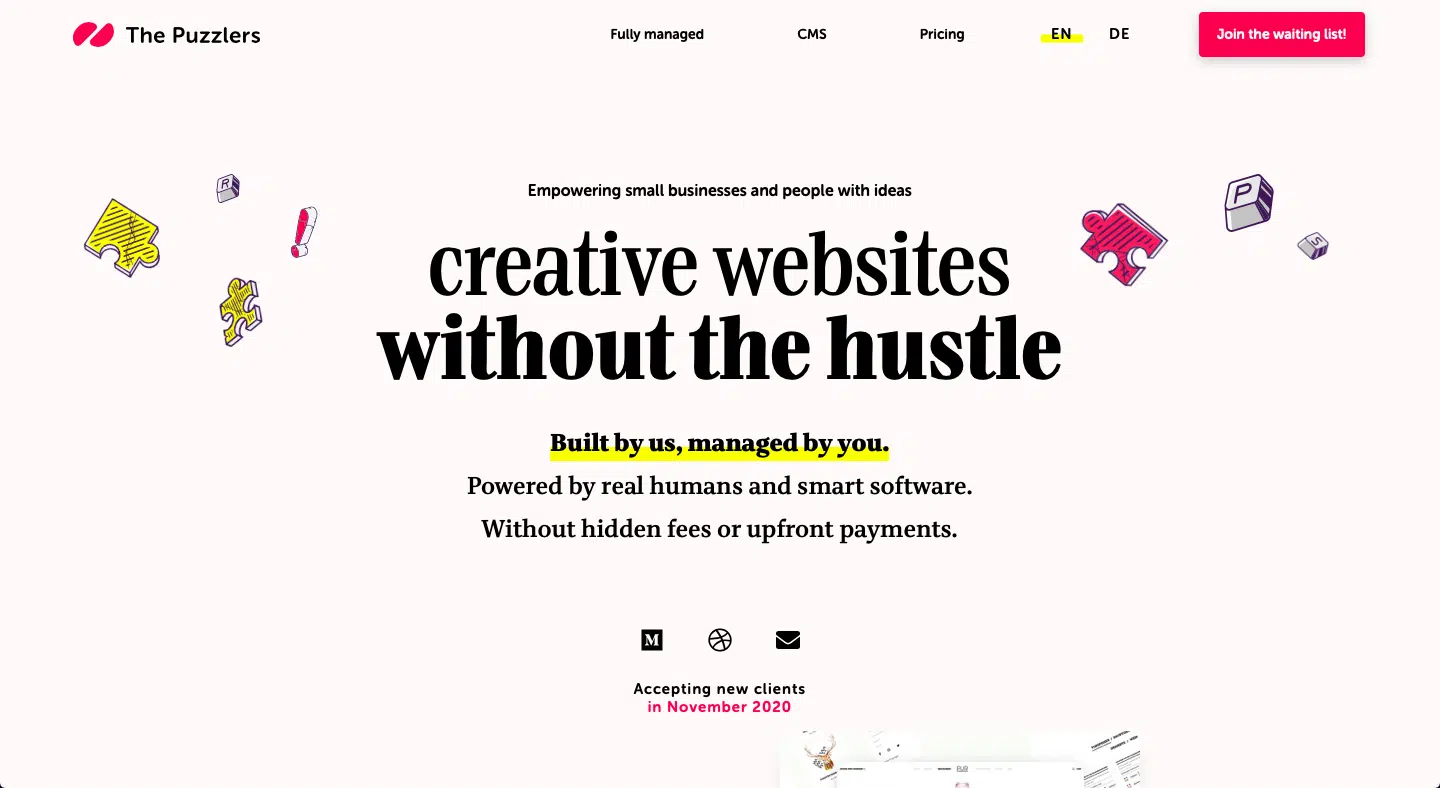 The Puzzlers
Fully managed
CMS
Pricing
EN
DE
Join the waiting list!
R
P
S
Empowering small businesses and people with ideas
creative websites
without the hustle
Built by us, managed by you.
Powered by real humans and smart software.
Without hidden fees or upfront payments.
M
Accepting new clients
in November 2020